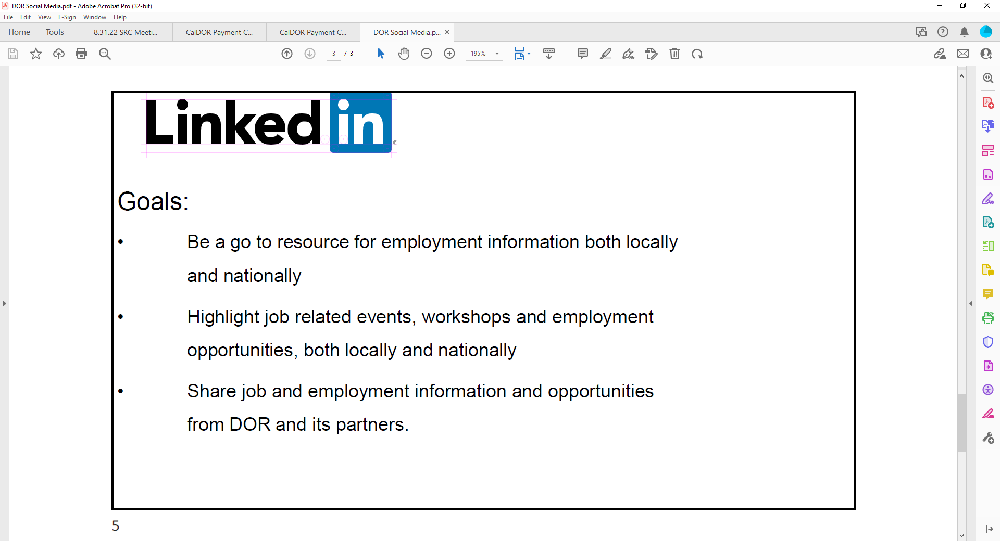 DOR Social Media.pdf - Adobe Acrobat Pro (32-bit)
File Edit View E-Sign Window Help
Home Tools 8.31.22 SRC Meeti... CalDOR Payment C... CalDOR Payment C... DOR Social Media.p... ×
3 / 3 195%
Linked in ®
Goals:
• Be a go to resource for employment information both locally
and nationally
• Highlight job related events, workshops and employment
opportunities, both locally and nationally
• Share job and employment information and opportunities
from DOR and its partners.
5